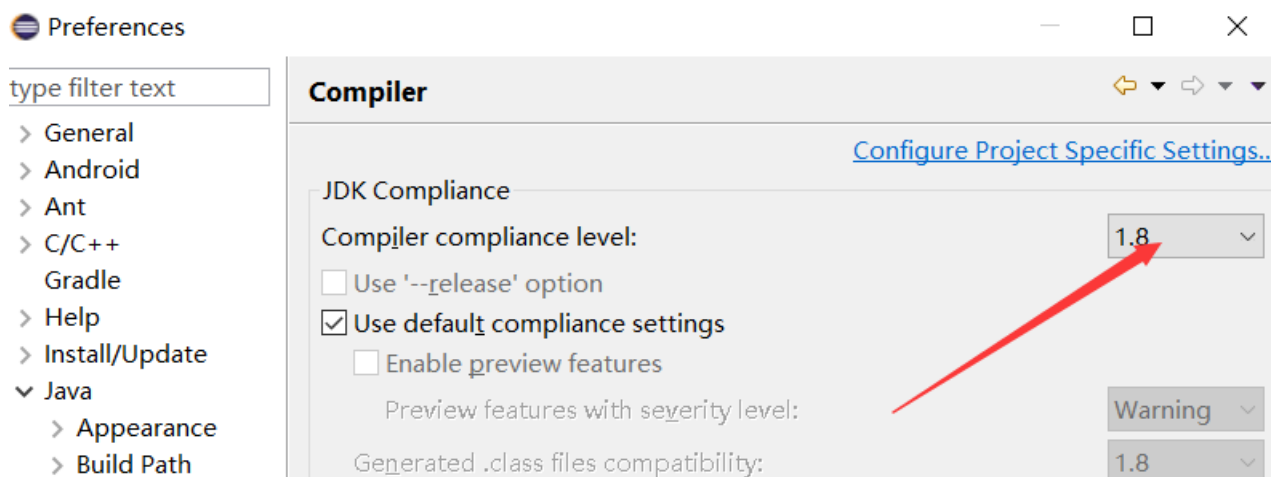 Preferences
type filter text
General
Android
Ant
C/C++
Gradle
Help
Install/Update
Java
Appearance
Build Path
Compiler
Configure Project Specific Settings..
JDK Compliance
Compiler compliance level: 1.8
Use '--release' option
Use default compliance settings
Enable preview features
Preview features with severity level: Warning
Generated .class files compatibility: 1.8